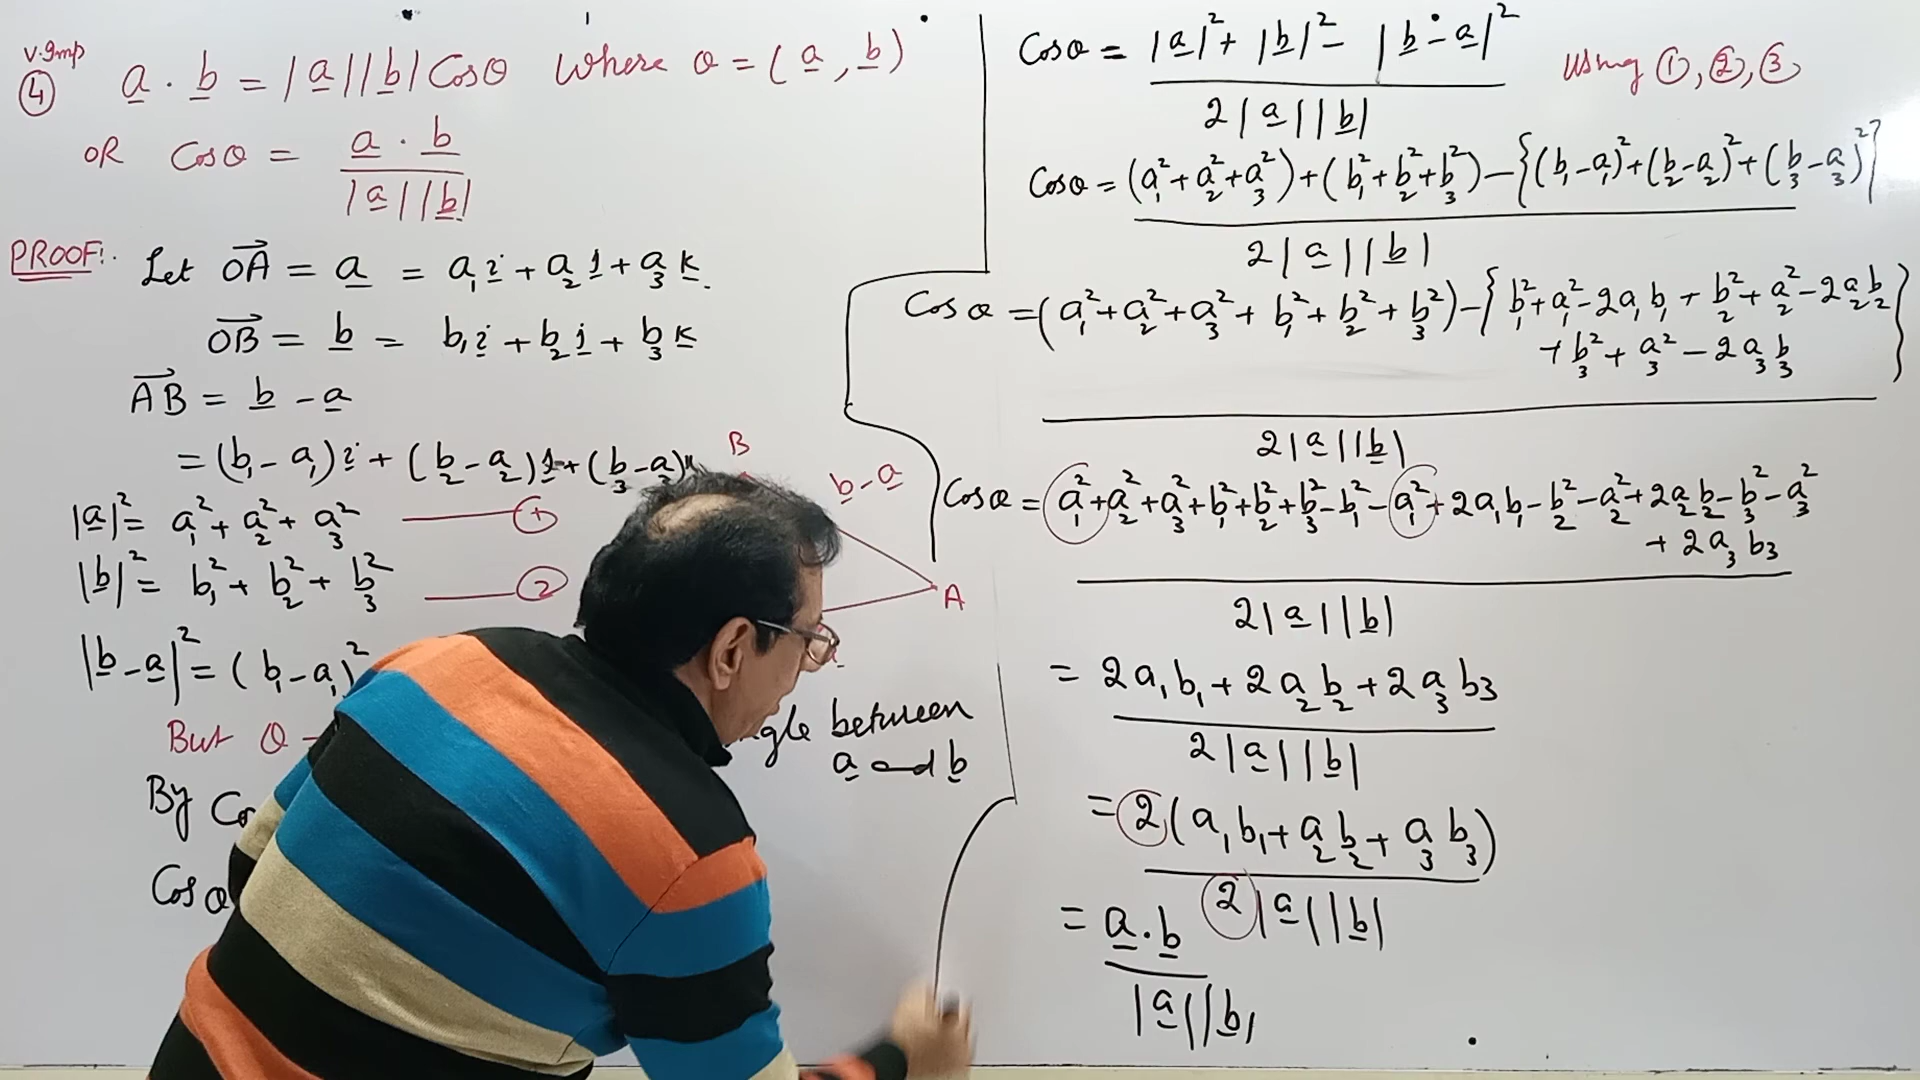 V.Imp
④ a̲ . b̲ = |a̲||b̲| Cosθ Where θ = (a̲, b̲)
OR Cosθ = a̲ . b̲ / |a̲||b̲|
PROOF:- Let OA⃗ = a̲ = a₁i̲ + a₂j̲ + a₃k̲.
OB⃗ = b̲ = b₁i̲ + b₂j̲ + b₃k̲
AB⃗ = b̲ - a̲
= (b₁ - a₁)i̲ + (b₂ - a₂)j̲ + (b₃ - a₃)
|a̲|² = a₁² + a₂² + a₃² ——— ①
|b̲|² = b₁² + b₂² + b₃² ——— ②
|b̲ - a̲|² = (b₁ - a₁)²
But θ
angle between
a̲ and b̲
By Co
Cosθ
B
b̲ - a̲
A
Cosθ = |a̲|² + |b̲|² - |b̲ - a̲|² / 2|a̲||b̲| Using ①, ②, ③
Cosθ = (a₁² + a₂² + a₃²) + (b₁² + b₂² + b₃²) - {(b₁ - a₁)² + (b₂ - a₂)² + (b₃ - a₃)²} / 2|a̲||b̲|
Cosθ = (a₁² + a₂² + a₃² + b₁² + b₂² + b₃²) - {b₁² + a₁² - 2a₁b₁ + b₂² + a₂² - 2a₂b₂
+ b₃² + a₃² - 2a₃b₃} / 2|a̲||b̲|
Cosθ = a₁² + a₂² + a₃² + b₁² + b₂² + b₃² - b₁² - a₁² + 2a₁b₁ - b₂² - a₂² + 2a₂b₂ - b₃² - a₃²
+ 2a₃b₃ / 2|a̲||b̲|
= 2a₁b₁ + 2a₂b₂ + 2a₃b₃ / 2|a̲||b̲|
= 2(a₁b₁ + a₂b₂ + a₃b₃) / 2|a̲||b̲|
= a̲ . b̲ / |a̲||b̲|